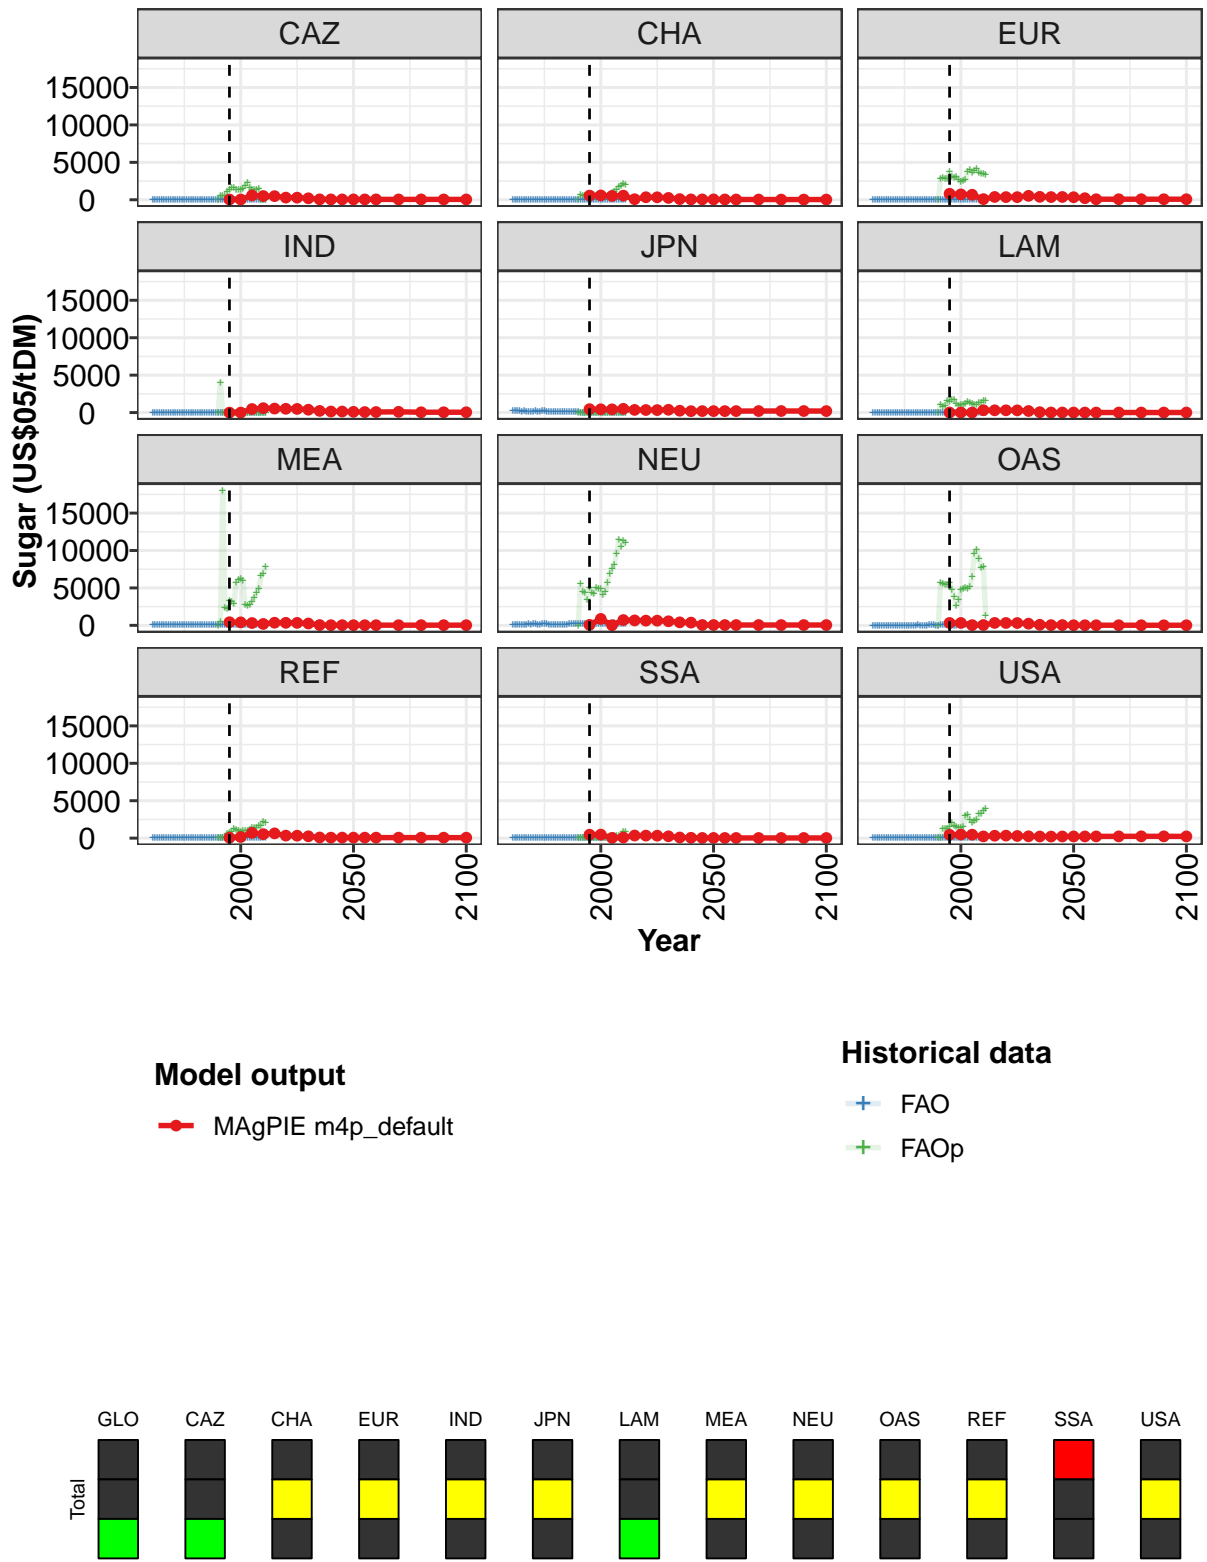 CAZ CHA EUR
15000
10000
5000
0
IND JPN LAM
15000
10000
5000
0
MEA NEU OAS
15000
10000
5000
0
REF SSA USA
15000
10000
5000
0
Sugar (US$05/tDM)
2000 2050 2100 2000 2050 2100 2000 2050 2100
Year
Model output
MAgPIE m4p_default
Historical data
FAO
FAOp
GLO CAZ CHA EUR IND JPN LAM MEA NEU OAS REF SSA USA
Total